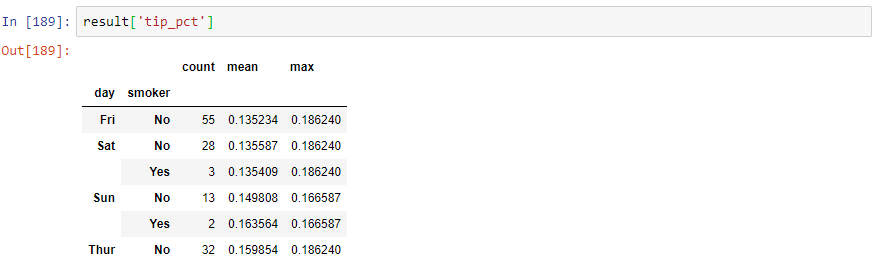 In [189]: result['tip_pct']
Out[189]:
count mean max
day smoker
Fri No 55 0.135234 0.186240
Sat No 28 0.135587 0.186240
Yes 3 0.135409 0.186240
Sun No 13 0.149808 0.166587
Yes 2 0.163564 0.166587
Thur No 32 0.159854 0.186240